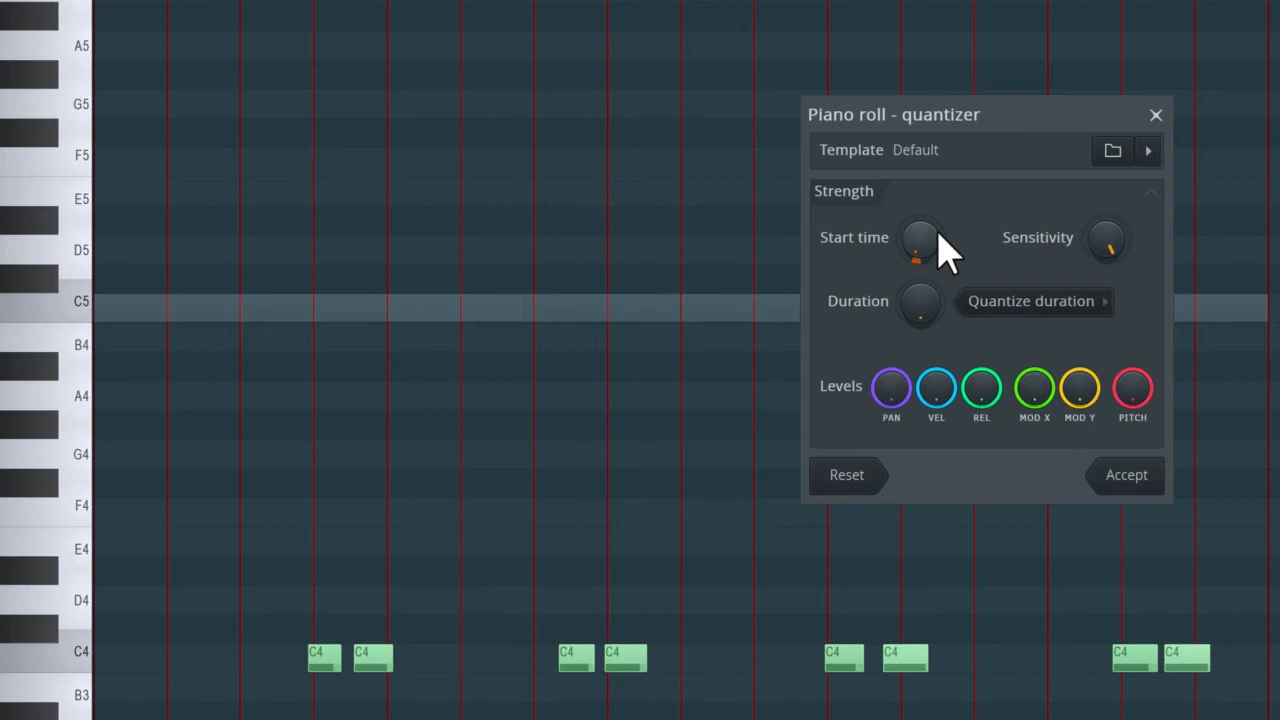 A5
G5
F5
E5
D5
C5
B4
A4
G4
F4
E4
D4
C4
B3
Piano roll - quantizer
Template Default
Strength
Start time Sensitivity
Duration Quantize duration
Levels
PAN VEL REL MOD X MOD Y PITCH
Reset Accept
C4 C4 C4 C4 C4 C4 C4 C4